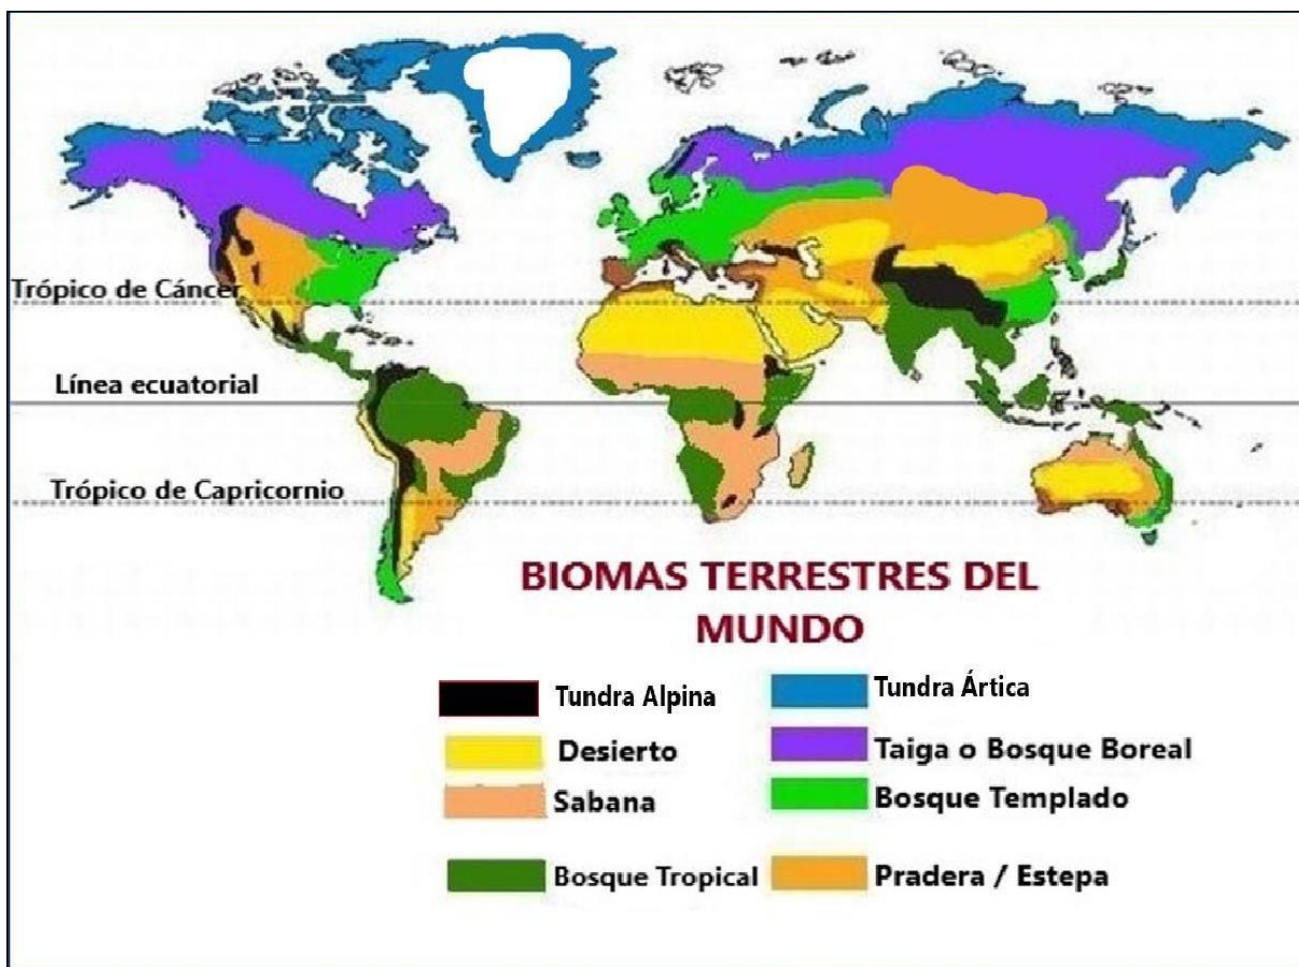 Trópico de Cáncer
Línea ecuatorial
Trópico de Capricornio
BIOMAS TERRESTRES DEL
MUNDO
Tundra Alpina
Tundra Ártica
Desierto
Taiga o Bosque Boreal
Sabana
Bosque Templado
Bosque Tropical
Pradera / Estepa